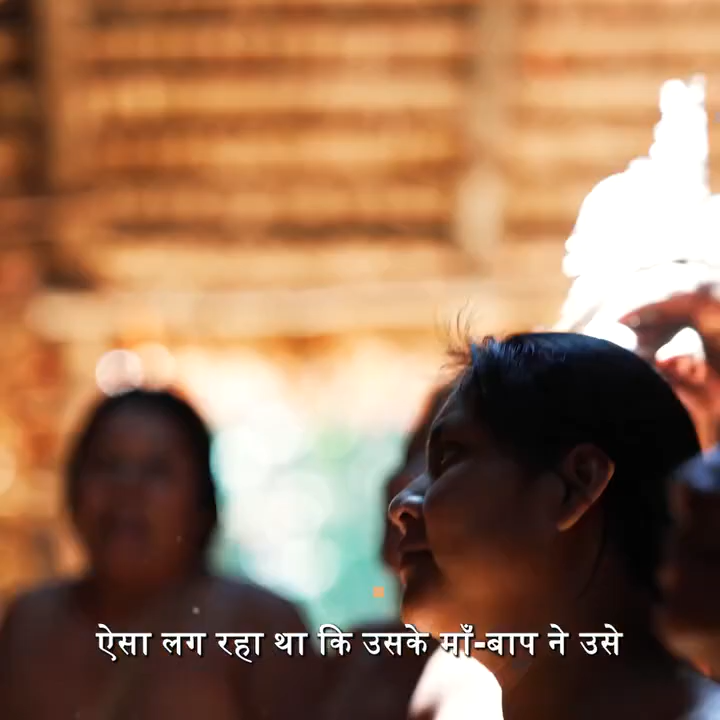 ऐसा लग रहा था कि उसके माँ-बाप ने उसे